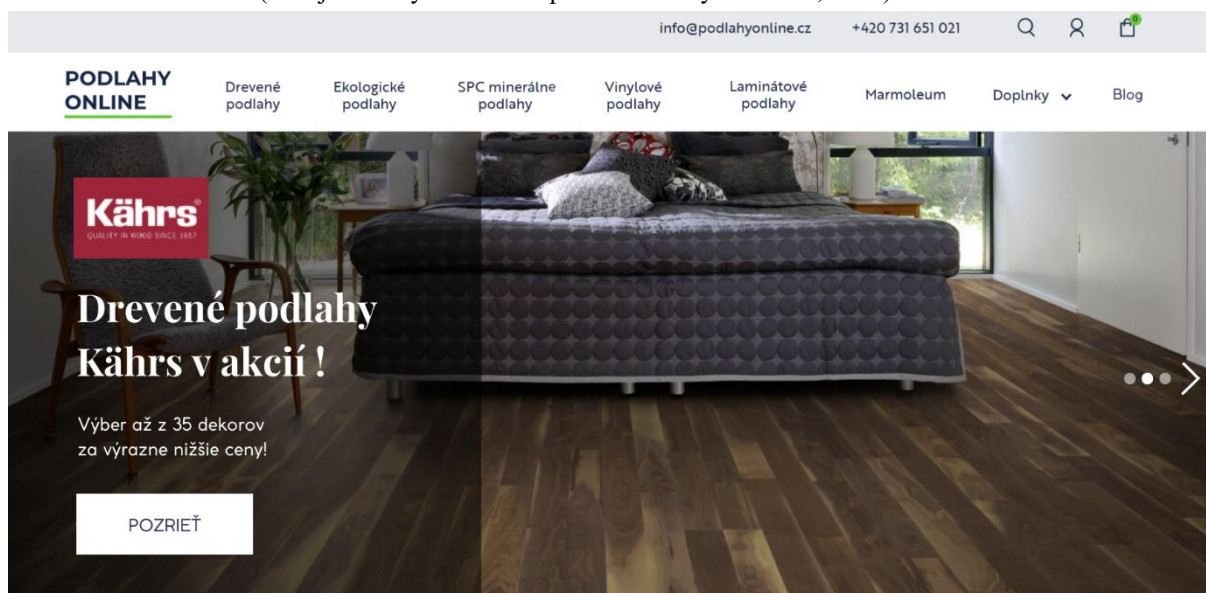 info@podlahyonline.cz +420 731 651 021 0
PODLAHY
ONLINE
Drevené
podlahy
Ekologické
podlahy
SPC minerálne
podlahy
Vinylové
podlahy
Laminátové
podlahy
Marmoleum
Doplnky
Blog
Kährs®
QUALITY IN WOOD SINCE 1857
Drevené podlahy
Kährs v akcií !
Výber až z 35 dekorov
za výrazne nižšie ceny!
POZRIEŤ